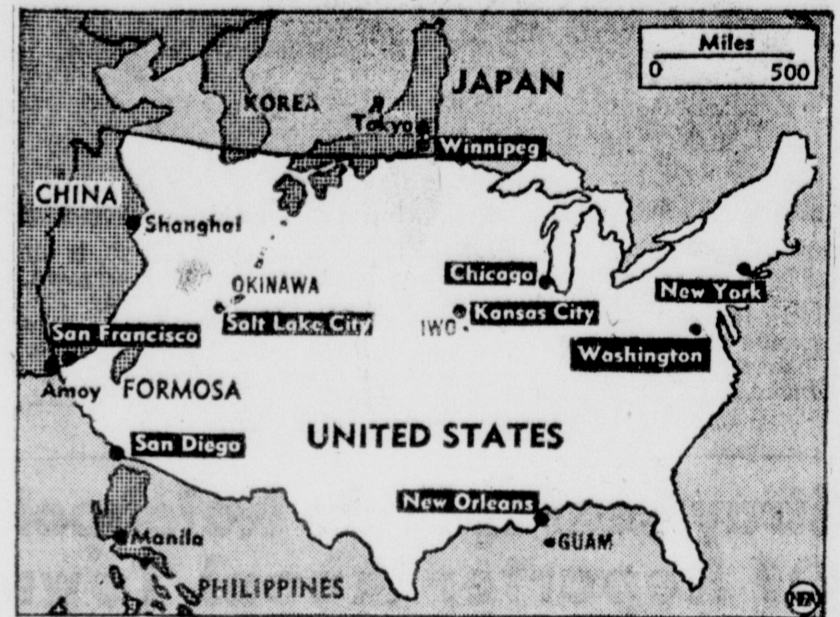 Miles
0 500
JAPAN
KOREA
Tokyo
Winnipeg
CHINA
Shanghai
Chicago
OKINAWA
New York
Salt Lake City
Kansas City
IWO
San Francisco
Washington
Amoy
FORMOSA
San Diego
UNITED STATES
New Orleans
Manila
GUAM
PHILIPPINES
NEA